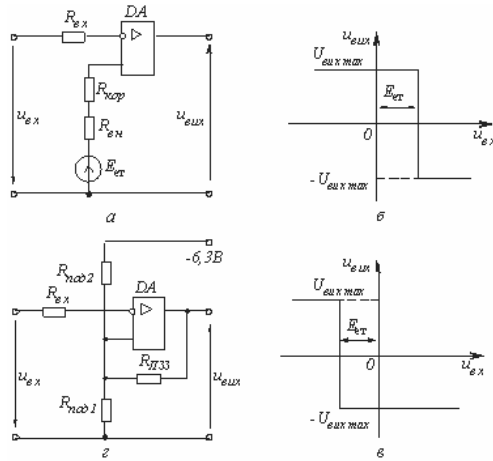 R вх
DA
R кор
R вн
E ет
u вх
u вих
а
u вих
U вих max
E ет
0
u вх
- U вих max
б
-6,3В
R под2
DA
R вх
R ПЗЗ
u вх
u вих
R под1
г
u вих
U вих max
E ет
0
u вх
- U вих max
в